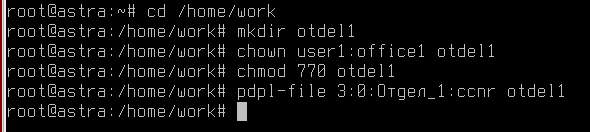 root@astra:~# cd /home/work
root@astra:/home/work# mkdir otdel1
root@astra:/home/work# chown user1:office1 otdel1
root@astra:/home/work# chmod 770 otdel1
root@astra:/home/work# pdpl-file 3:0:Отдел_1:ccnr otdel1
root@astra:/home/work#